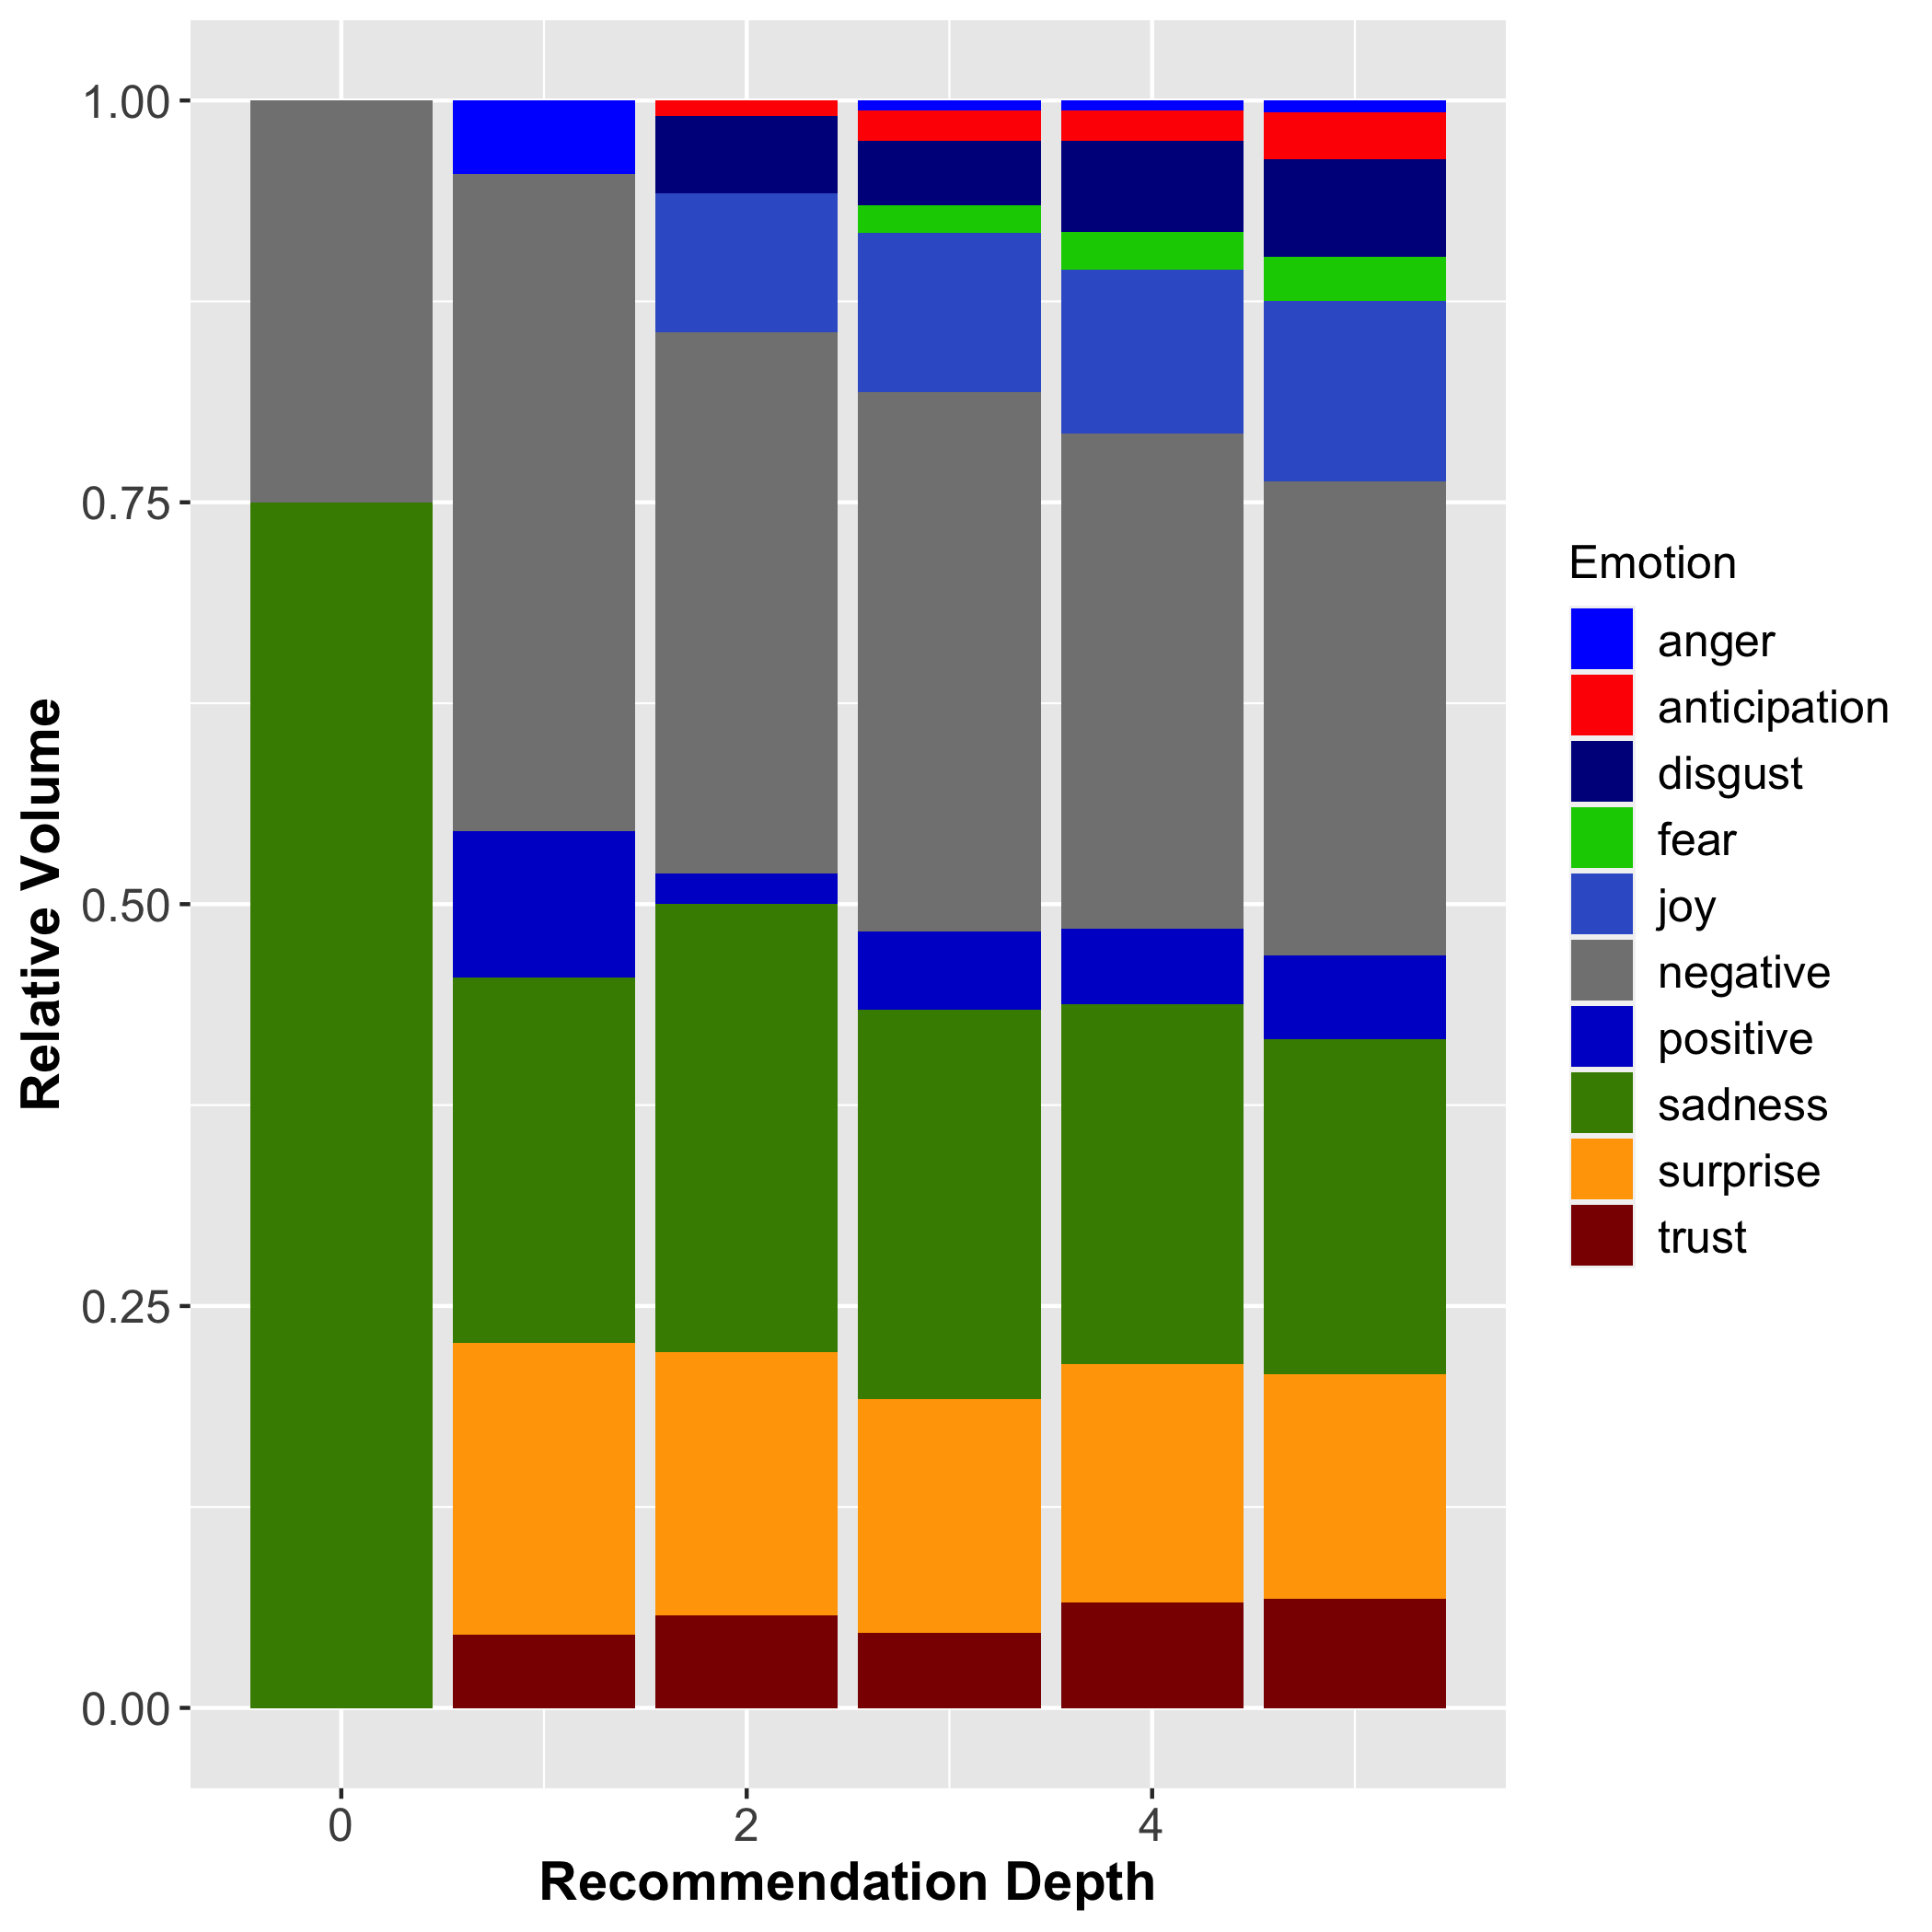 1.00
0.75
0.50
0.25
0.00
Relative Volume
0
2
4
Recommendation Depth
Emotion
anger
anticipation
disgust
fear
joy
negative
positive
sadness
surprise
trust